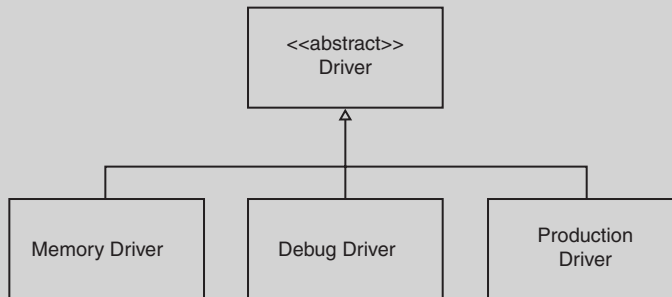 <<abstract>>
Driver
Memory Driver
Debug Driver
Production
Driver